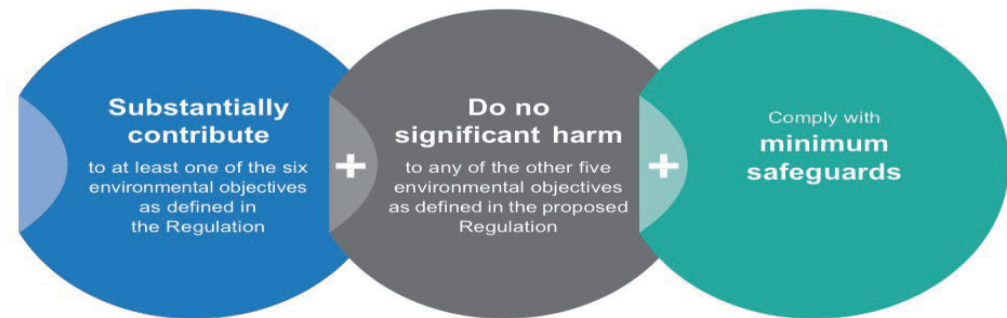 Substantially
contribute
to at least one of the six
environmental objectives
as defined in
the Regulation
+
Do no
significant harm
to any of the other five
environmental objectives
as defined in the proposed
Regulation
+
Comply with
minimum
safeguards